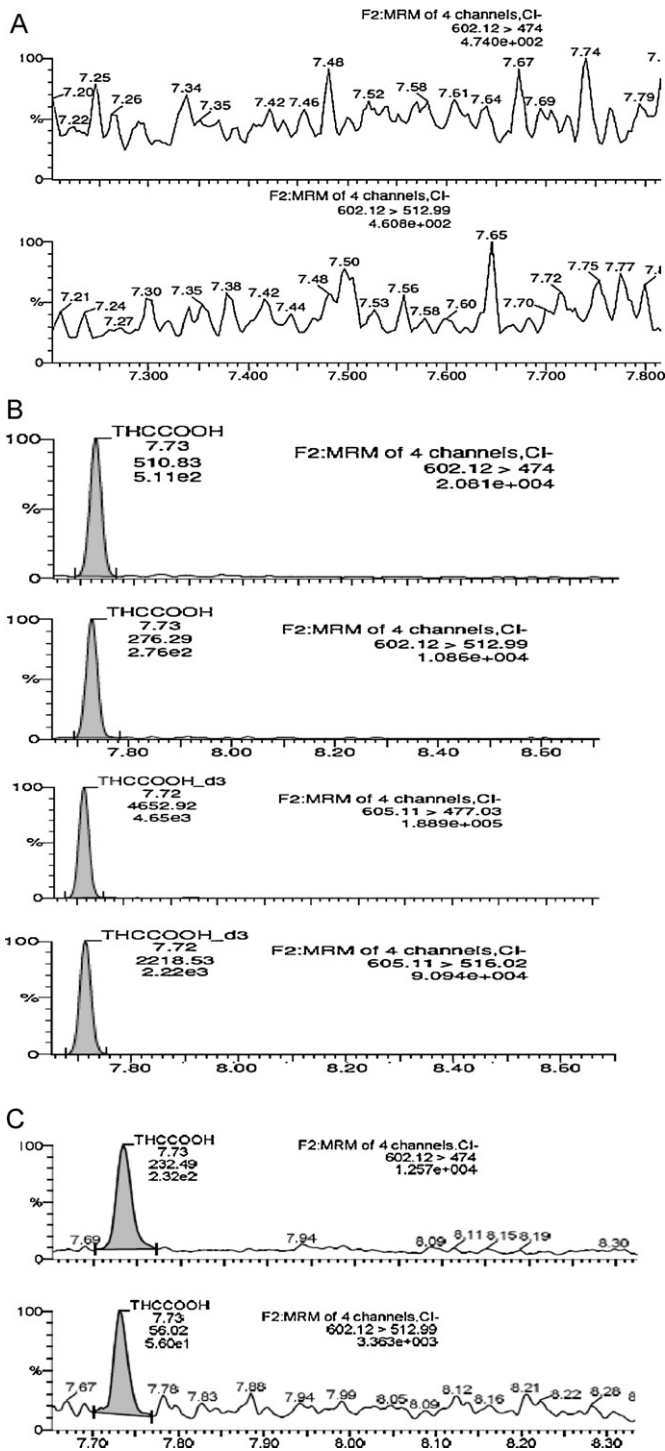 A
F2:MRM of 4 channels,CI-
602.12 > 474
4.740e+002
100
%
0
7.20
7.22
7.25
7.26
7.34
7.35
7.42
7.46
7.48
7.52
7.58
7.61
7.64
7.67
7.69
7.74
7.79
7.
F2:MRM of 4 channels,CI-
602.12 > 512.99
4.608e+002
100
%
0
7.21
7.24
7.27
7.30
7.35
7.38
7.42
7.44
7.48
7.50
7.53
7.56
7.58
7.60
7.65
7.70
7.72
7.75
7.77
7.300 7.400 7.500 7.600 7.700 7.800
B
THCCOOH
7.73
510.83
5.11e2
F2:MRM of 4 channels,CI-
602.12 > 474
2.081e+004
100
%
0
THCCOOH
7.73
276.29
2.76e2
F2:MRM of 4 channels,CI-
602.12 > 512.99
1.086e+004
100
%
0
7.80 8.00 8.20 8.40 8.60
THCCOOH_d3
7.72
4652.92
4.65e3
F2:MRM of 4 channels,CI-
605.11 > 477.03
1.889e+005
100
%
0
THCCOOH_d3
7.72
2218.53
2.22e3
F2:MRM of 4 channels,CI-
605.11 > 516.02
9.094e+004
100
%
0
7.80 8.00 8.20 8.40 8.60
C
THCCOOH
7.73
232.49
2.32e2
F2:MRM of 4 channels,CI-
602.12 > 474
1.257e+004
100
%
0
7.69
7.94
8.09
8.11
8.15
8.19
8.30
THCCOOH
7.73
56.02
5.60e1
F2:MRM of 4 channels,CI-
602.12 > 512.99
3.363e+003
100
%
0
7.67
7.78
7.83
7.88
7.94
7.99
8.05
8.09
8.12
8.16
8.21
8.22
8.28
7.70 7.80 7.90 8.00 8.10 8.20 8.30